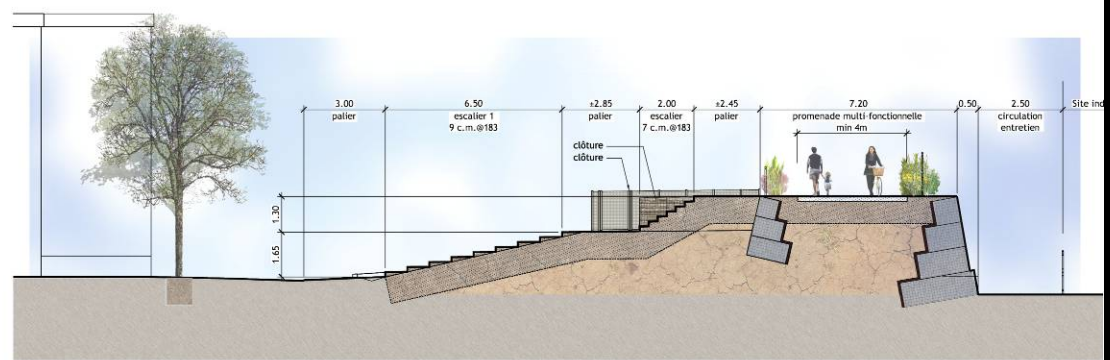 3.00
palier
6.50
escalier 1
9 c.m.@183
±2.85
palier
2.00
escalier
7 c.m.@183
±2.45
palier
7.20
promenade multi-fonctionnelle
min 4m
0.50
2.50
circulation
entretien
Site ind
clôture
clôture
1.30
1.65